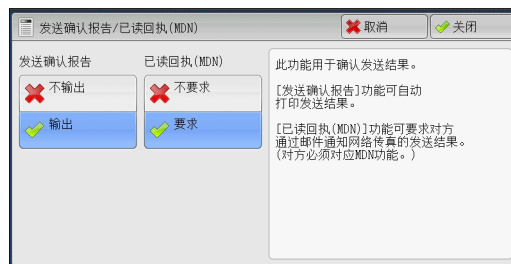 发送确认报告/已读回执(MDN)
取消
关闭
发送确认报告
不输出
输出
已读回执(MDN)
不要求
要求
此功能用于确认发送结果。
[发送确认报告]功能可自动
打印发送结果。
[已读回执(MDN)]功能可要求对方
通过邮件通知网络传真的发送结果。
(对方必须对应MDN功能。)